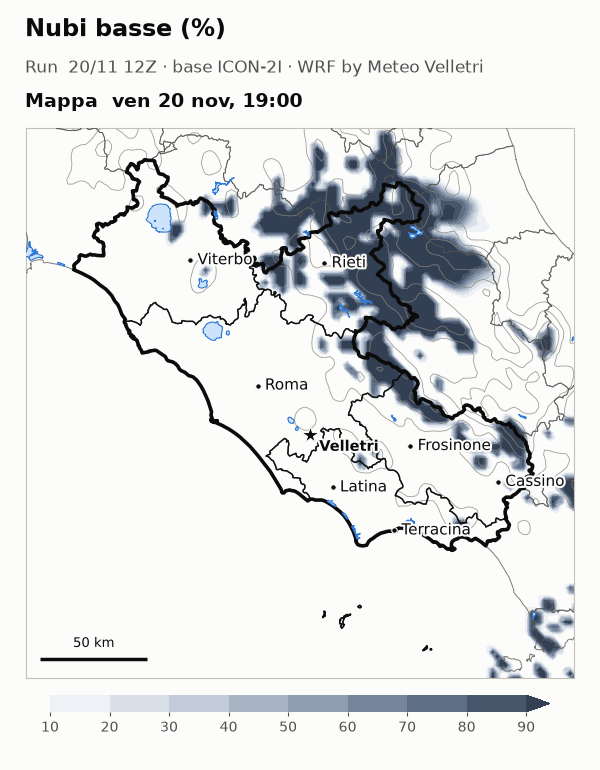 Nubi basse (%)
Run  20/11 12Z · base ICON-2I · WRF by Meteo Velletri
Mappa  ven 20 nov, 19:00
Viterbo
Rieti
Roma
Velletri
Frosinone
Latina
Cassino
Terracina
50 km
10 20 30 40 50 60 70 80 90